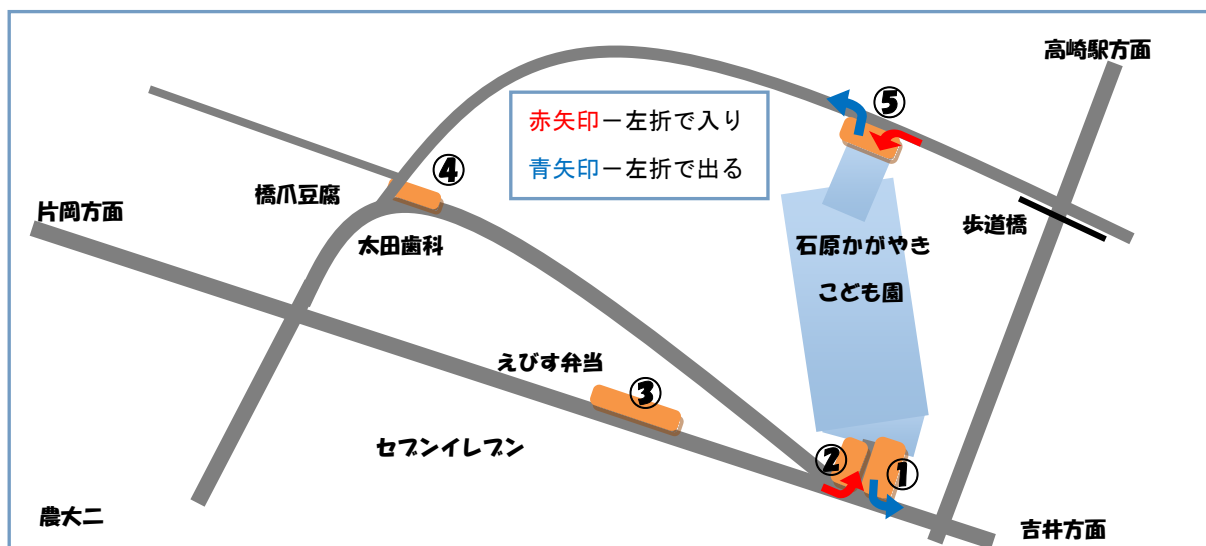 高崎駅方面
⑤
赤矢印－左折で入り
青矢印－左折で出る
④
橋爪豆腐
片岡方面
歩道橋
太田歯科
石原かがやき
こども園
えびす弁当
③
セブンイレブン
②
①
農大二
吉井方面